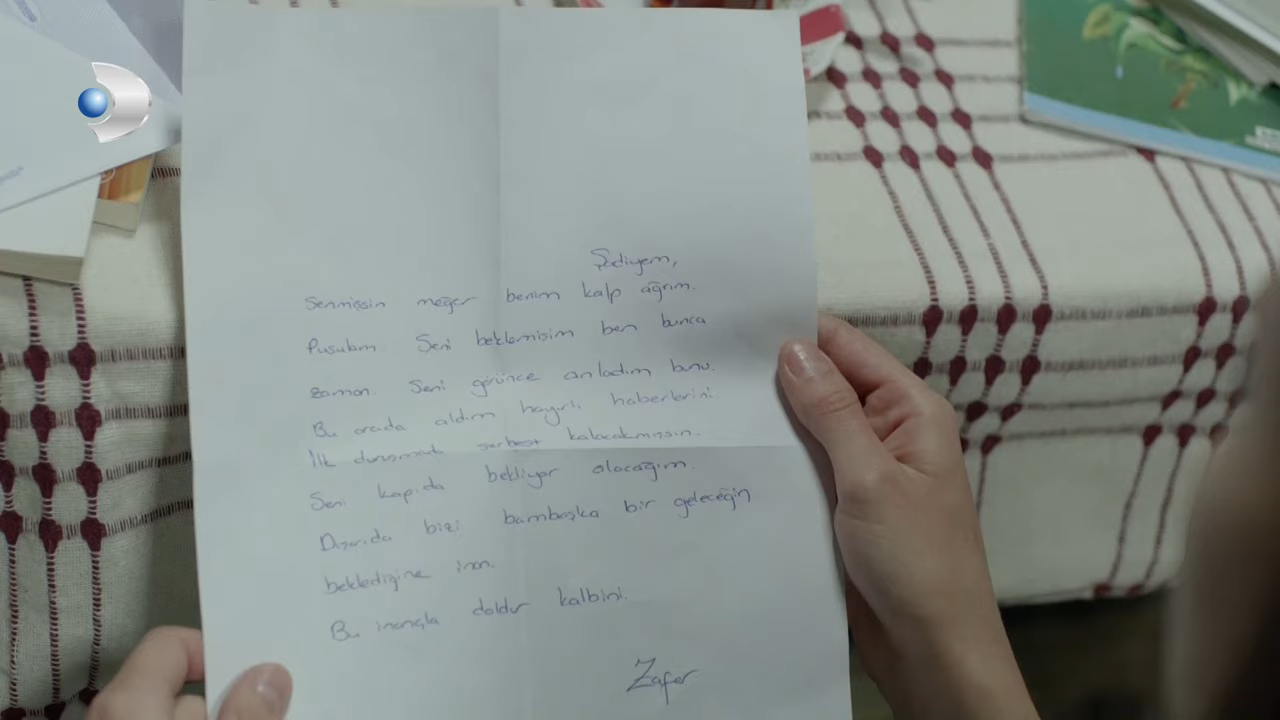 Şadiyem,
Senmişsin meğer benim kalp ağrım.
Pusulam Seni beklemişim ben bunca
zaman. Seni görünce anladım bunu.
Bu arada aldım hayırlı haberlerini
İlk duruşmada serbest kalacakmışsın.
Seni kapıda bekliyor olacağım.
Dışarıda bizi bambaşka bir geleceğin
beklediğine inan.
Bu inançla doldur kalbini.
Zafer